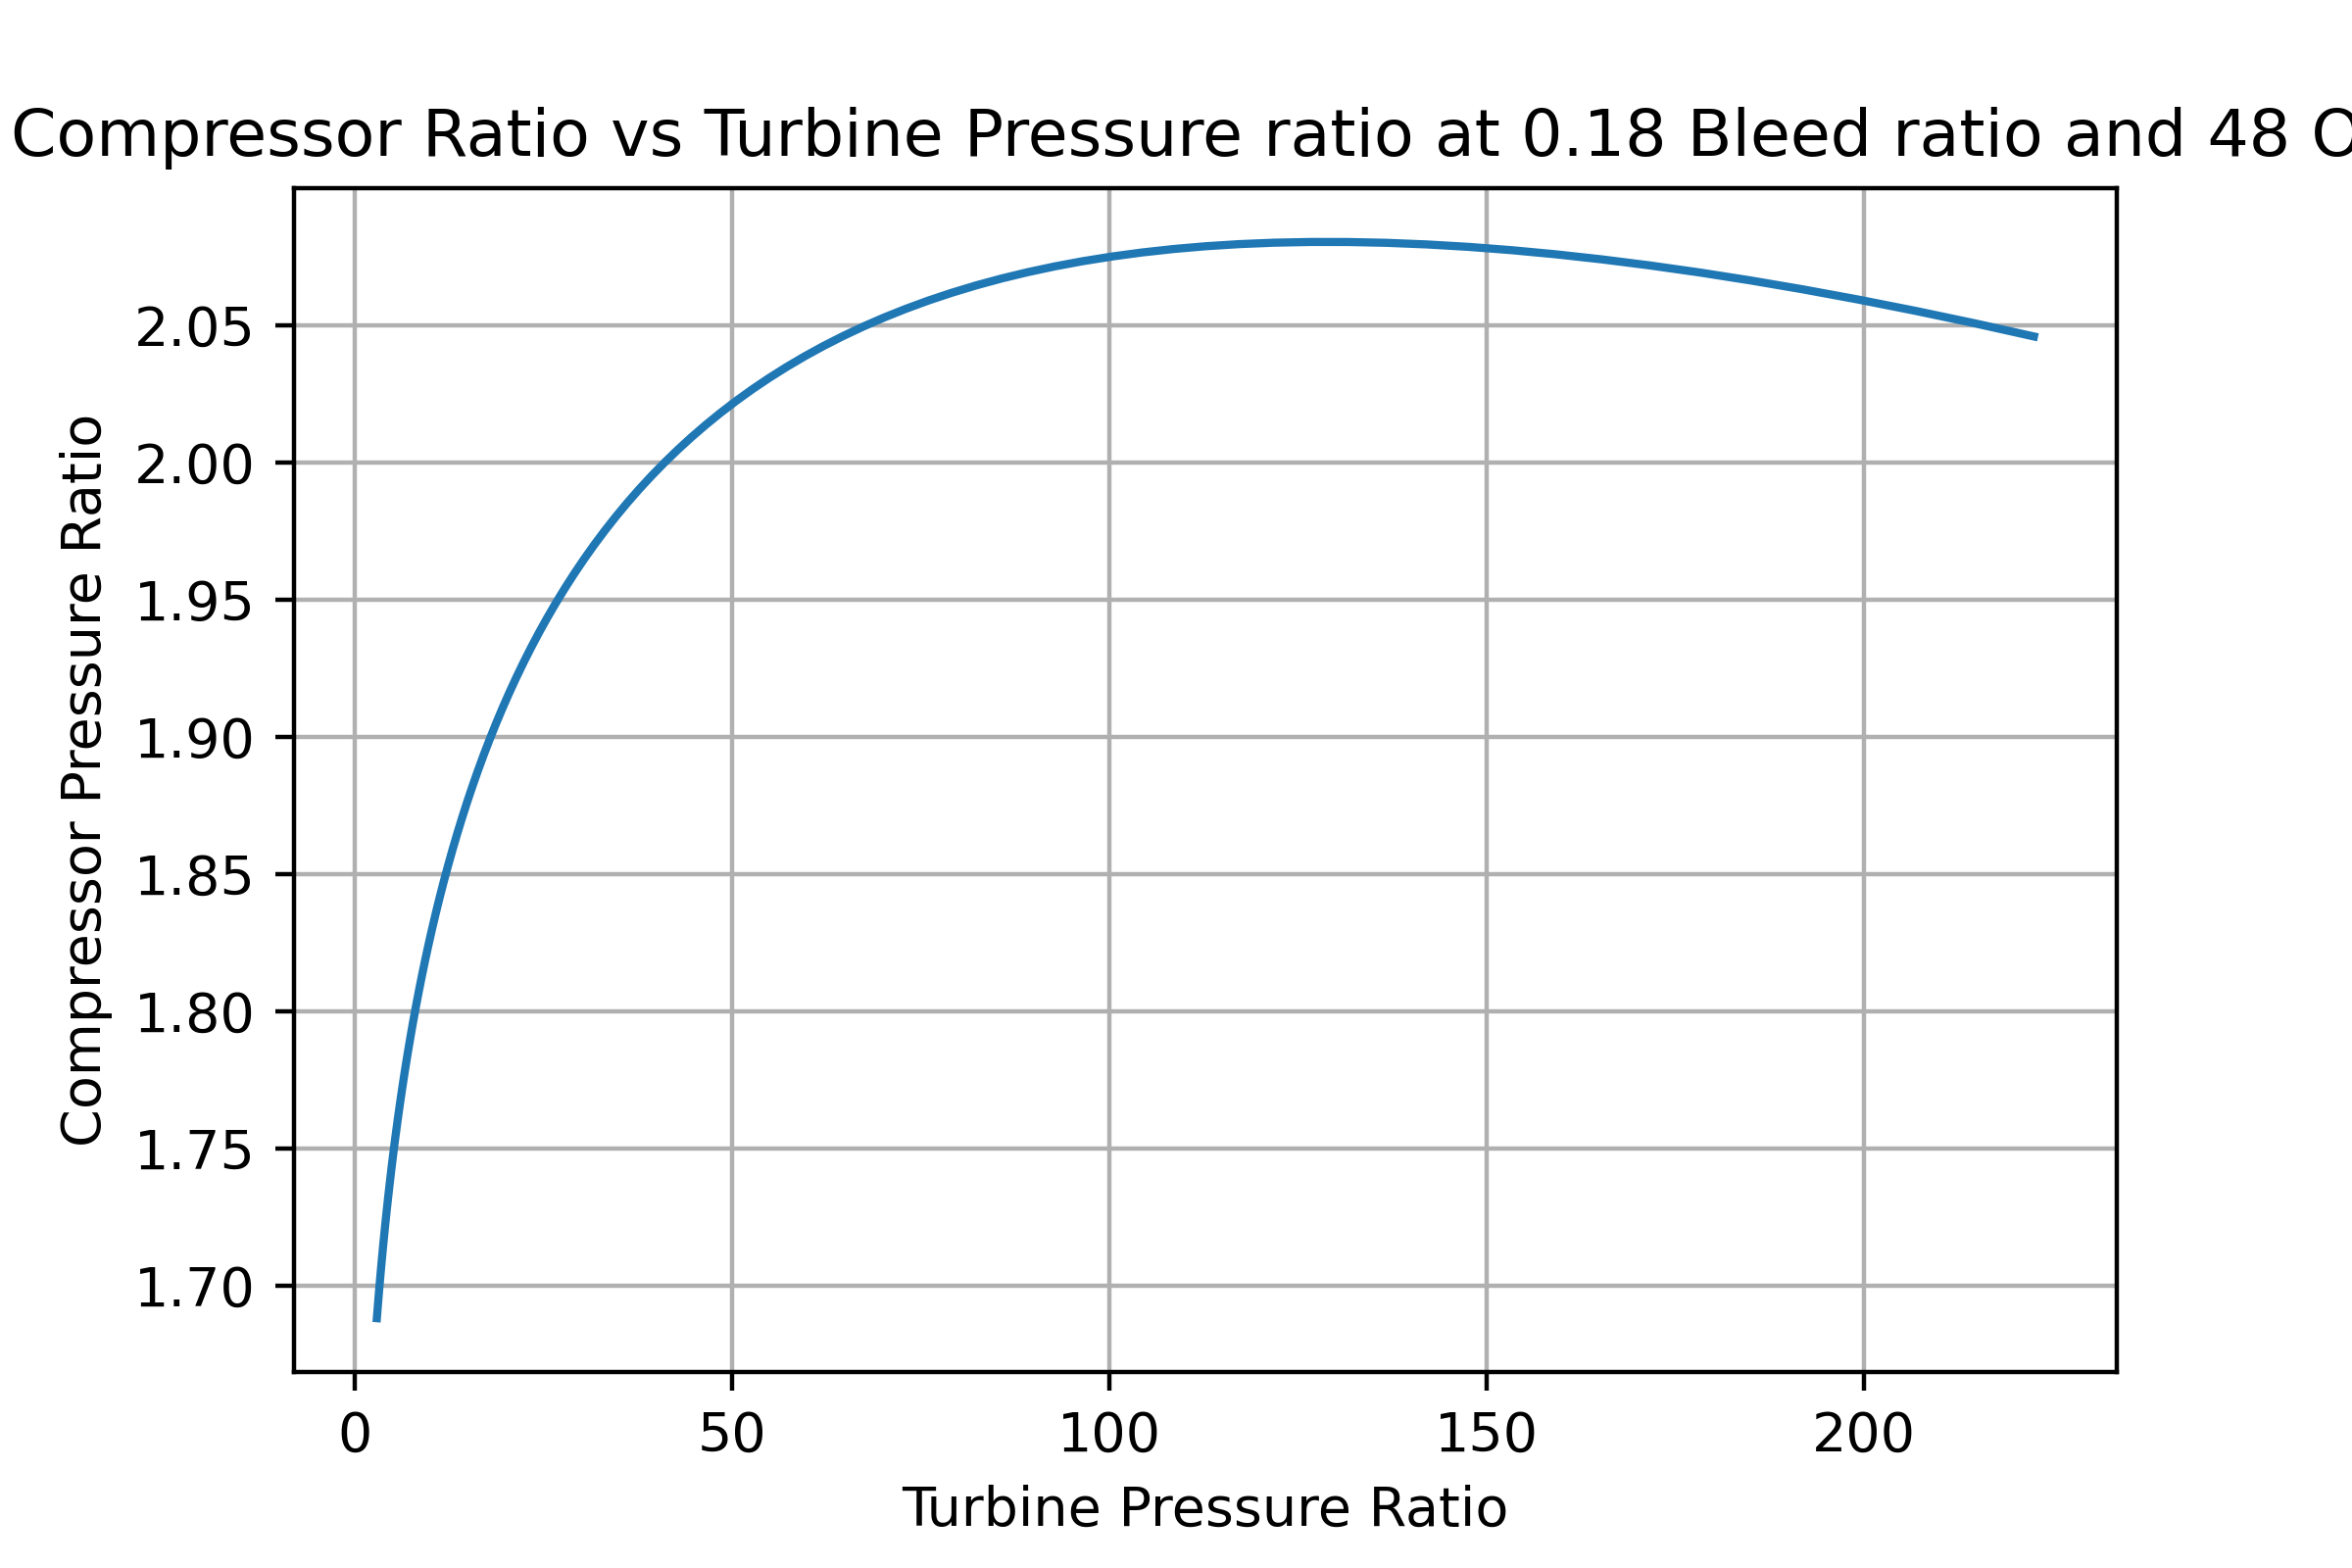 Compressor Ratio vs Turbine Pressure ratio at 0.18 Bleed ratio and 48 O
2.05
2.00
1.95
1.90
1.85
1.80
1.75
1.70
Compressor Pressure Ratio
0 50 100 150 200
Turbine Pressure Ratio